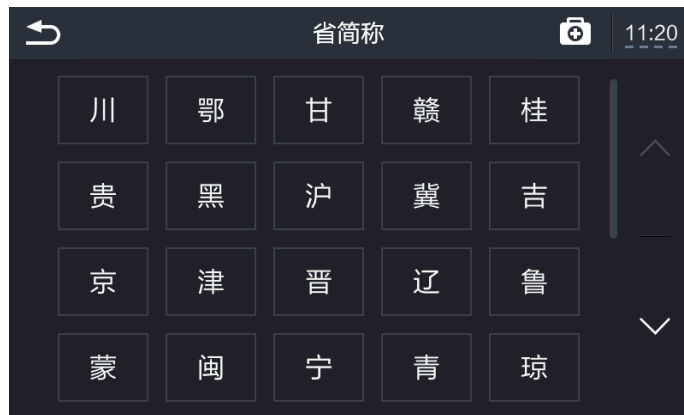 省简称 11:20
川 鄂 甘 赣 桂
贵 黑 沪 冀 吉
京 津 晋 辽 鲁
蒙 闽 宁 青 琼